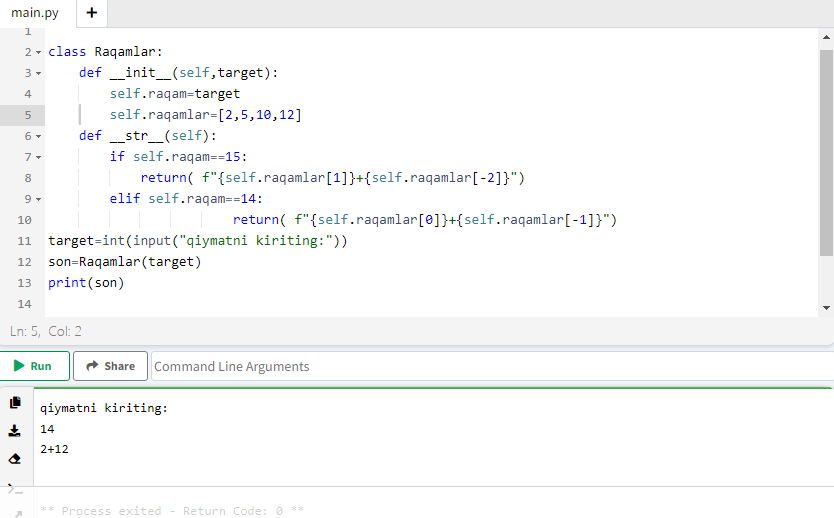 main.py +
1
2 class Raqamlar:
3     def __init__(self,target):
4         self.raqam=target
5         self.raqamlar=[2,5,10,12]
6     def __str__(self):
7         if self.raqam==15:
8             return( f"{self.raqamlar[1]}+{self.raqamlar[-2]}")
9         elif self.raqam==14:
10                         return( f"{self.raqamlar[0]}+{self.raqamlar[-1]}")
11 target=int(input("qiymatni kiriting:"))
12 son=Raqamlar(target)
13 print(son)
14
Ln: 5, Col: 2
Run Share Command Line Arguments
qiymatni kiriting:
14
2+12
** Process exited - Return Code: 0 **